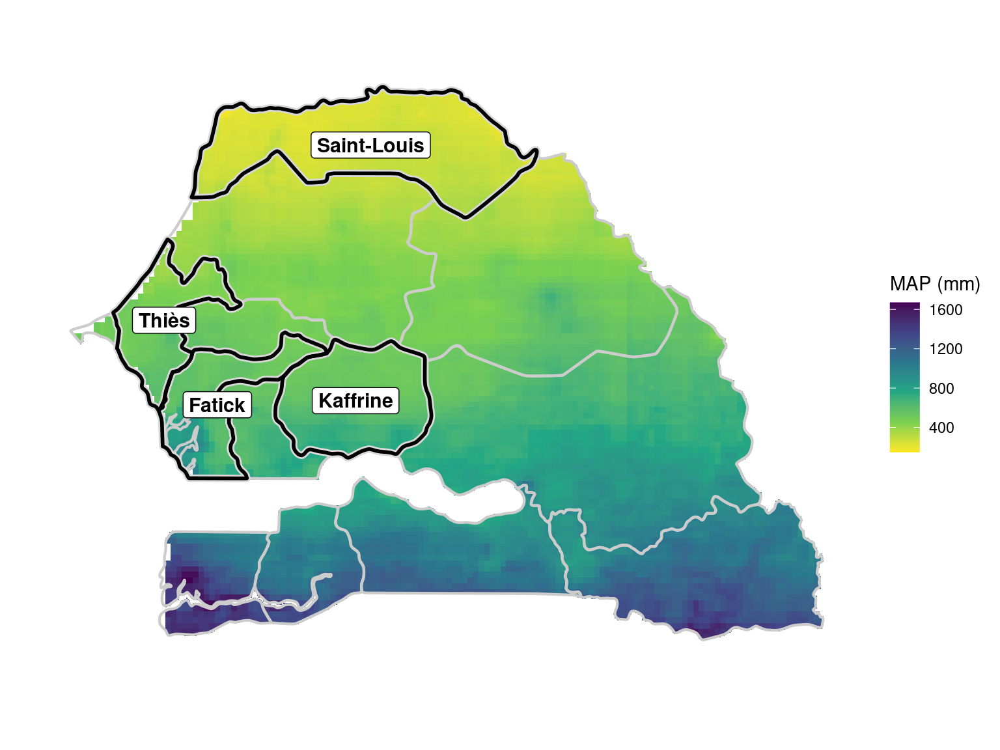 Saint-Louis
MAP (mm)
1600
Thiès
1200
800
Kaffrine
Fatick
400